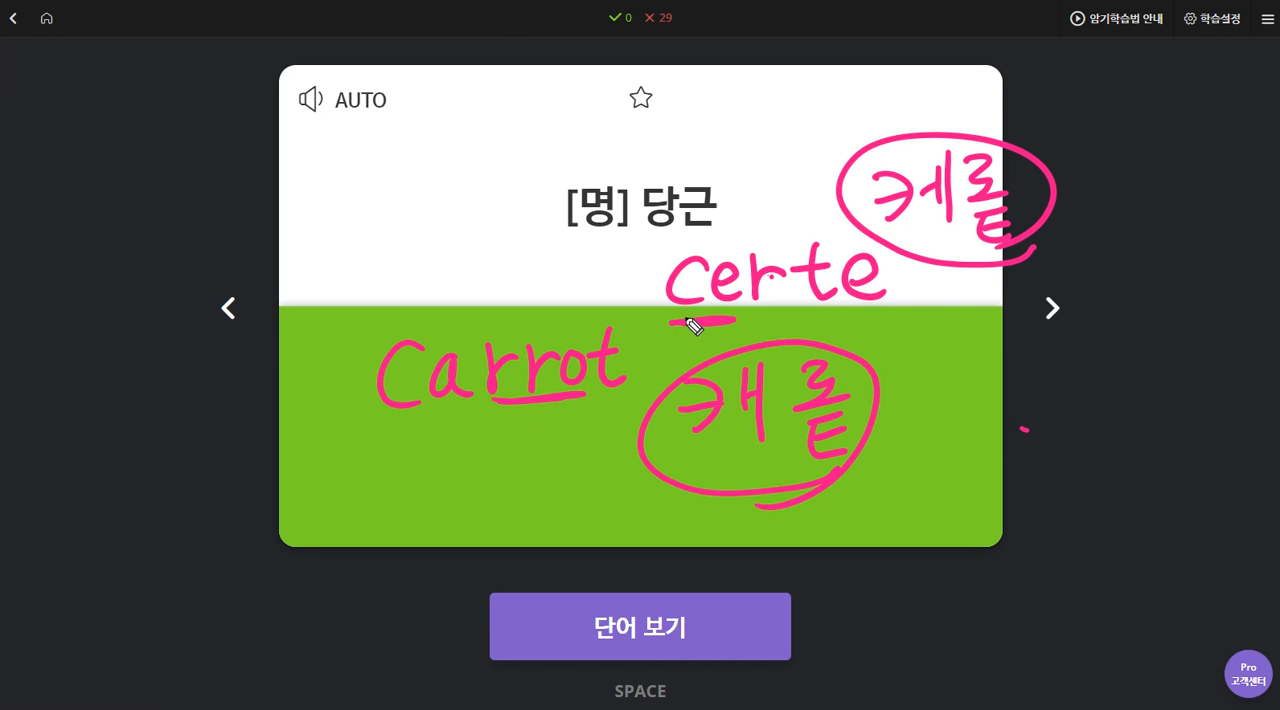 0 29 암기학습법 안내 학습설정
AUTO
[명] 당근
케롵
certe
carrot
캐롵
단어 보기
SPACE
Pro
고객센터